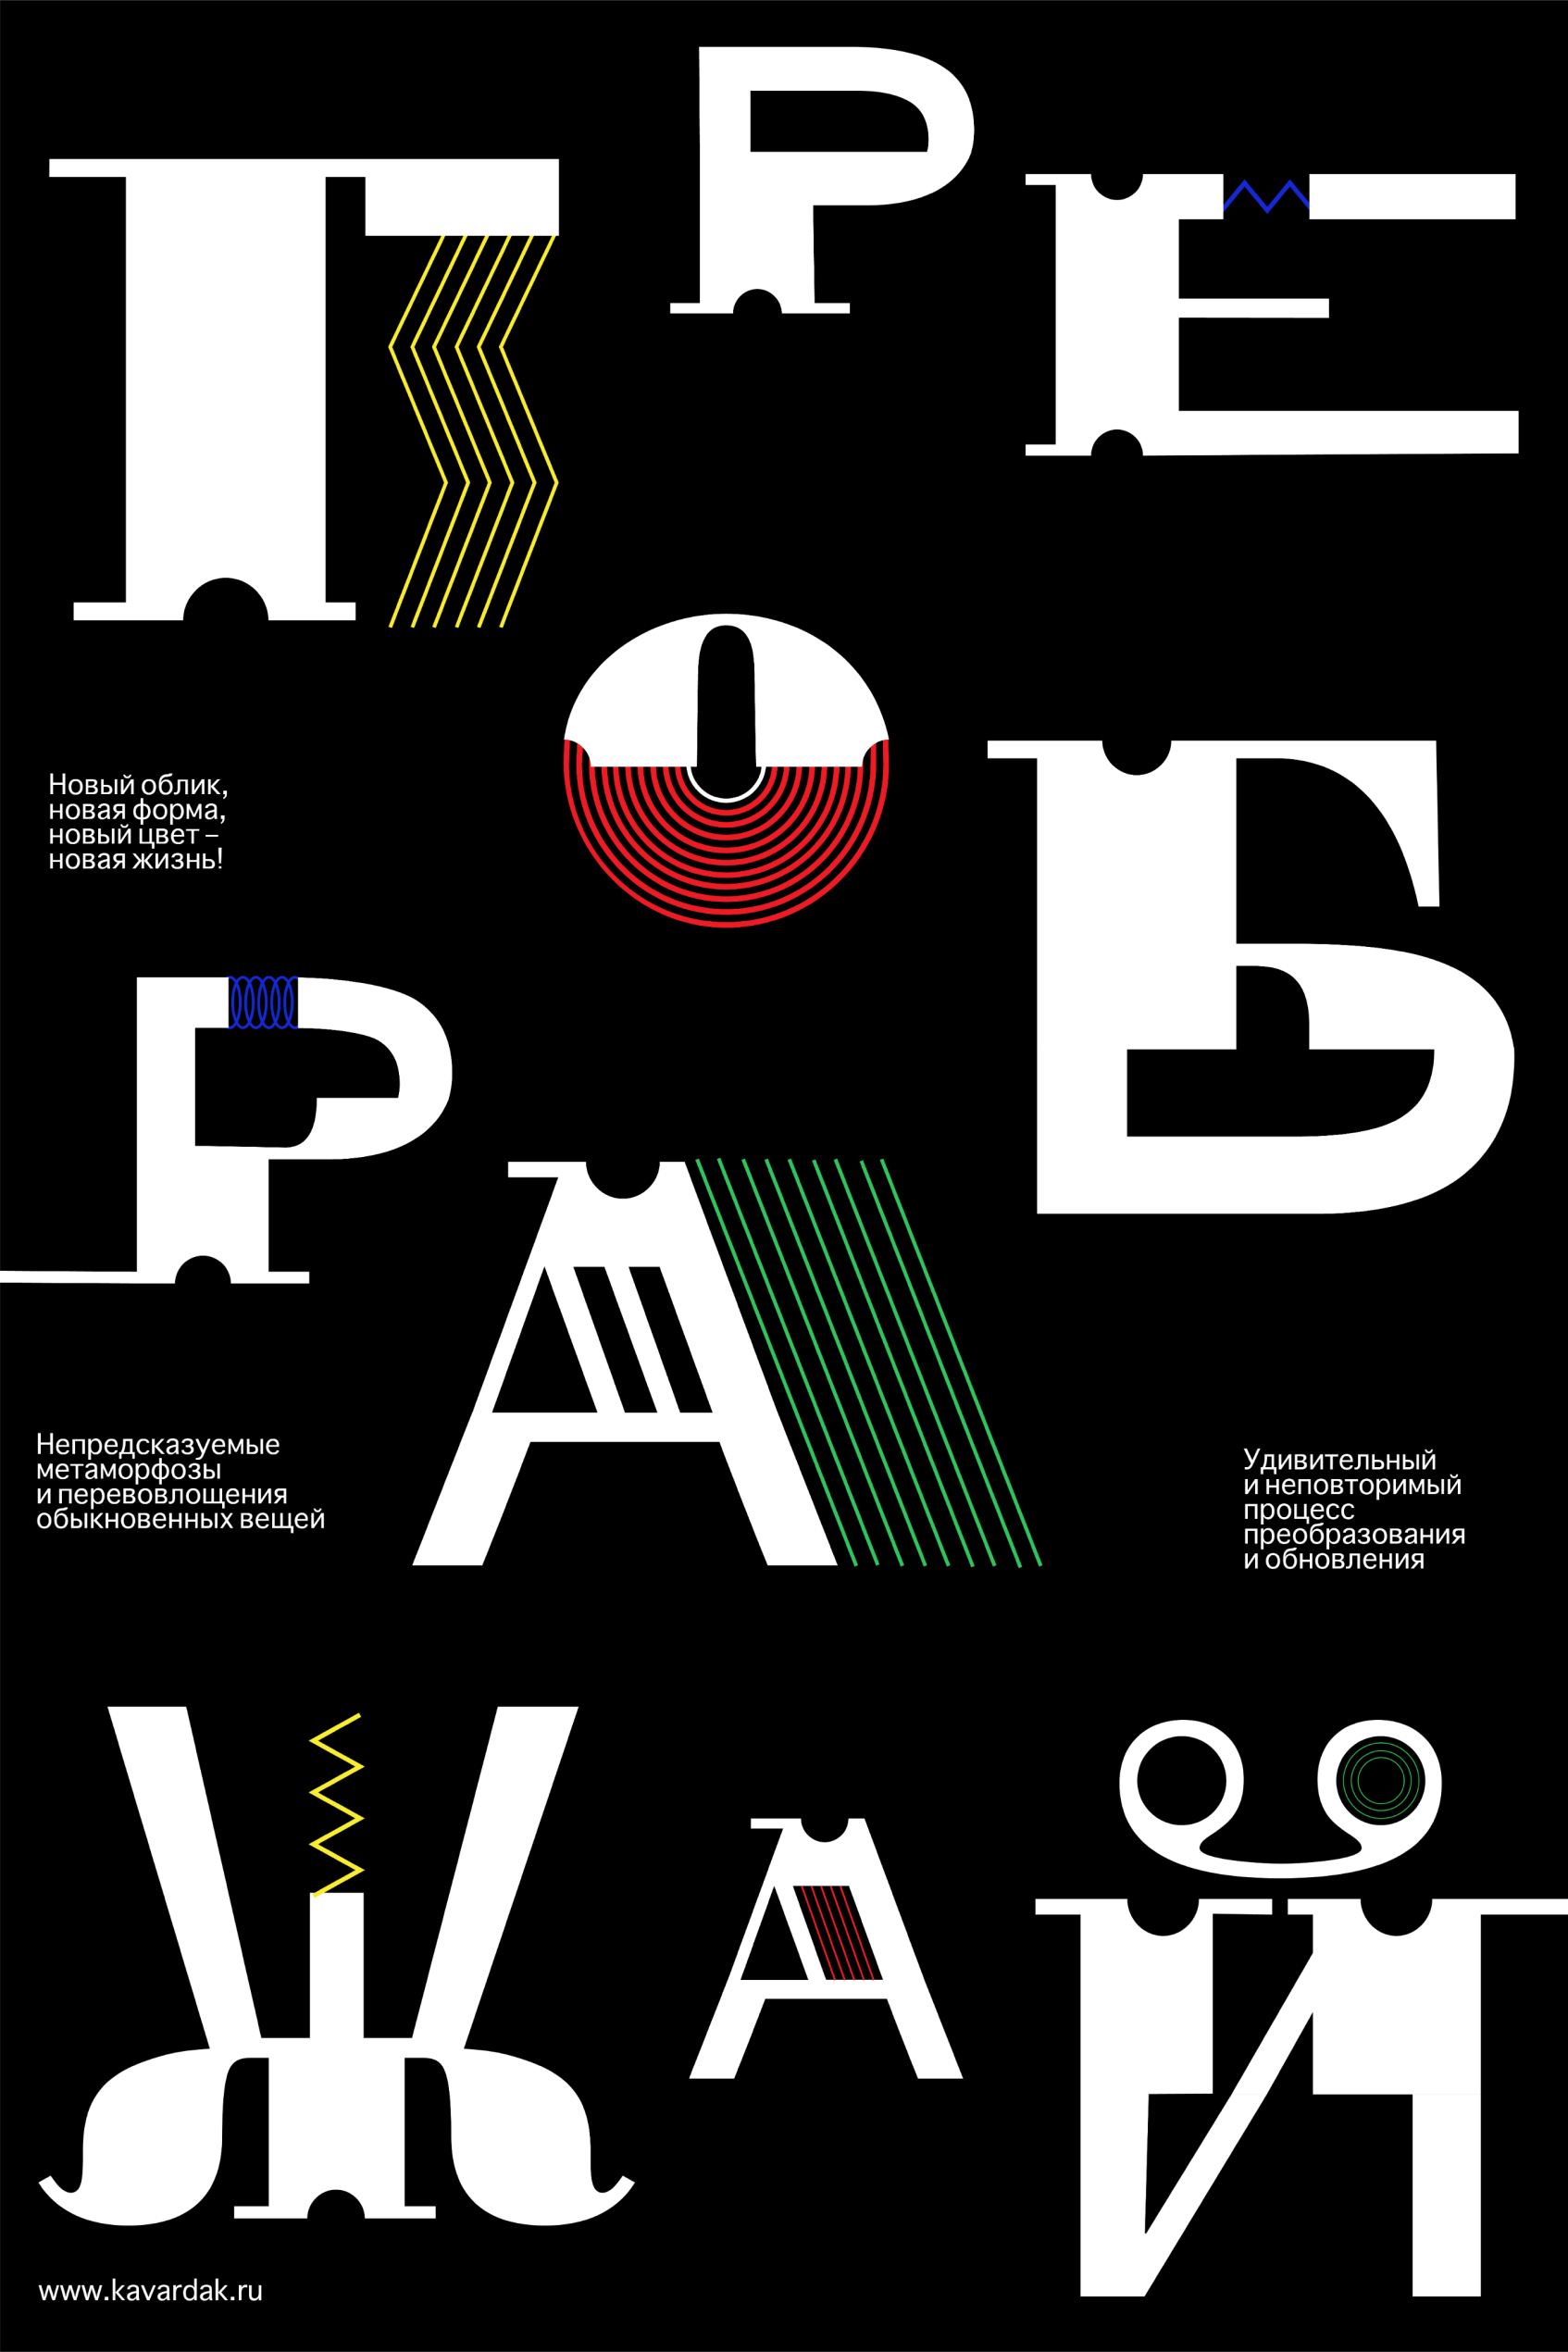 ПРЕ
ОБ
РА
ЖАЙ
Новый облик,
новая форма,
новый цвет –
новая жизнь!
Непредсказуемые
метаморфозы
и перевовлощения
обыкновенных вещей
Удивительный
и неповторимый
процесс
преобразования
и обновления
www.kavardak.ru